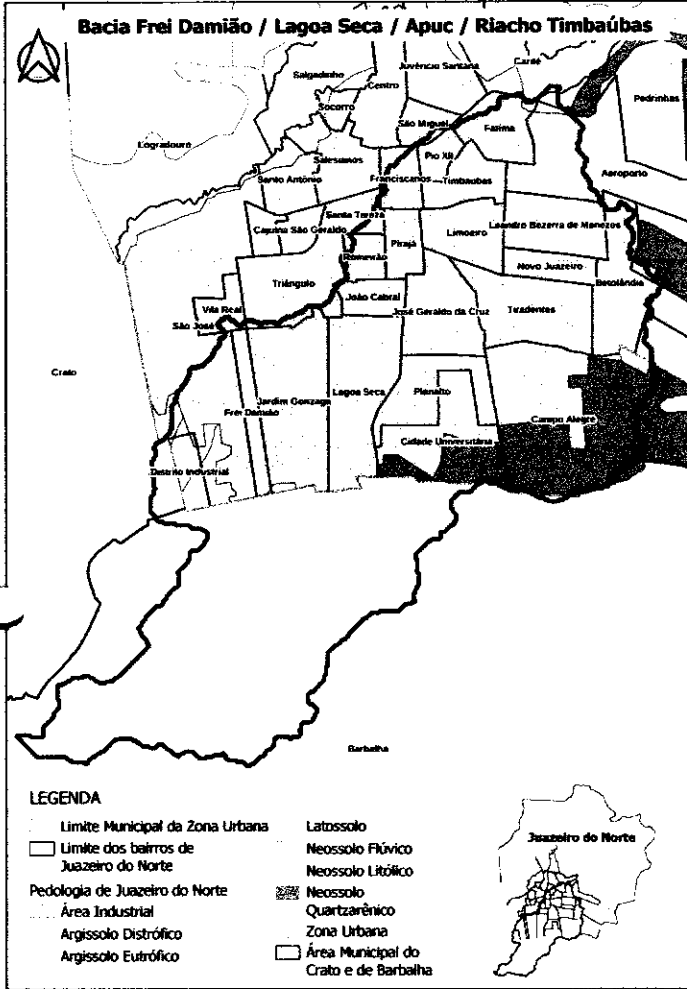 Bacia Frei Damião / Lagoa Seca / Apuc / Riacho Timbaúbas
Juvêncio Santana
Carité
Salgadinho
Centro
Pedrinhas
Socorro
São Miguel
Fatima
Logradouro
Salesianos
Pio XII
Aeroporto
Santo Antônio
Franciscanos
Timbaubas
Santa Tereza
Cajuina São Geraldo
Limoeiro
Leandro Bezerra de Menezes
Pirajá
Romeirão
Novo Juazeiro
Triângulo
Betolândia
João Cabral
Vila Real
José Geraldo da Cruz
Tiradentes
São José
Crato
Jardim Gonzaga
Lagoa Seca
Planalto
Frei Damião
Campo Alegre
Cidade Universitária
Distrito Industrial
Barbalha
LEGENDA
Limite Municipal da Zona Urbana
Limite dos bairros de
Juazeiro do Norte
Pedologia de Juazeiro do Norte
Área Industrial
Argissolo Distrófico
Argissolo Eutrófico
Latossolo
Neossolo Flúvico
Neossolo Litólico
Neossolo
Quartzarênico
Zona Urbana
Área Municipal do
Crato e de Barbalha
Juazeiro do Norte